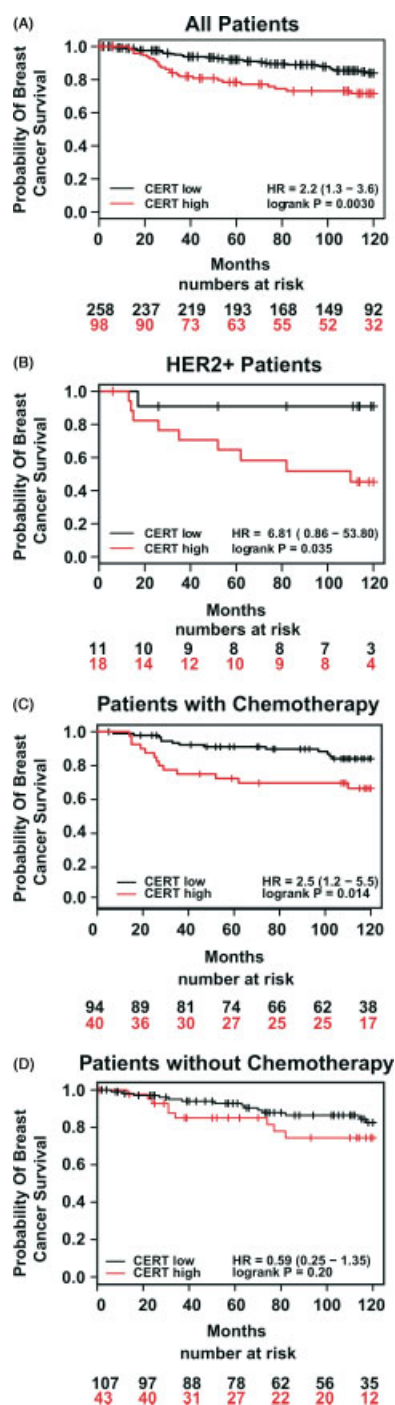 (A) All Patients
Probability Of Breast
Cancer Survival
1.0
0.8
0.6
0.4
0.2
0.0
CERT low HR = 2.2 (1.3 – 3.6)
CERT high logrank P = 0.0030
0 20 40 60 80 100 120
Months
numbers at risk
258 237 219 193 168 149 92
98 90 73 63 55 52 32
(B) HER2+ Patients
Probability Of Breast
Cancer Survival
1.0
0.8
0.6
0.4
0.2
0.0
CERT low HR = 6.81 ( 0.86 – 53.80)
CERT high logrank P = 0.035
0 20 40 60 80 100 120
Months
numbers at risk
11 10 9 8 8 7 3
18 14 12 10 9 8 4
(C) Patients with Chemotherapy
Probability Of Breast
Cancer Survival
1.0
0.8
0.6
0.4
0.2
0.0
CERT low HR = 2.5 (1.2 – 5.5)
CERT high logrank P = 0.014
0 20 40 60 80 100 120
Months
number at risk
94 89 81 74 66 62 38
40 36 30 27 25 25 17
(D) Patients without Chemotherapy
Probability Of Breast
Cancer Survival
1.0
0.8
0.6
0.4
0.2
0.0
CERT low HR = 0.59 (0.25 – 1.35)
CERT high logrank P = 0.20
0 20 40 60 80 100 120
Months
number at risk
107 97 88 78 62 56 35
43 40 31 27 22 20 12